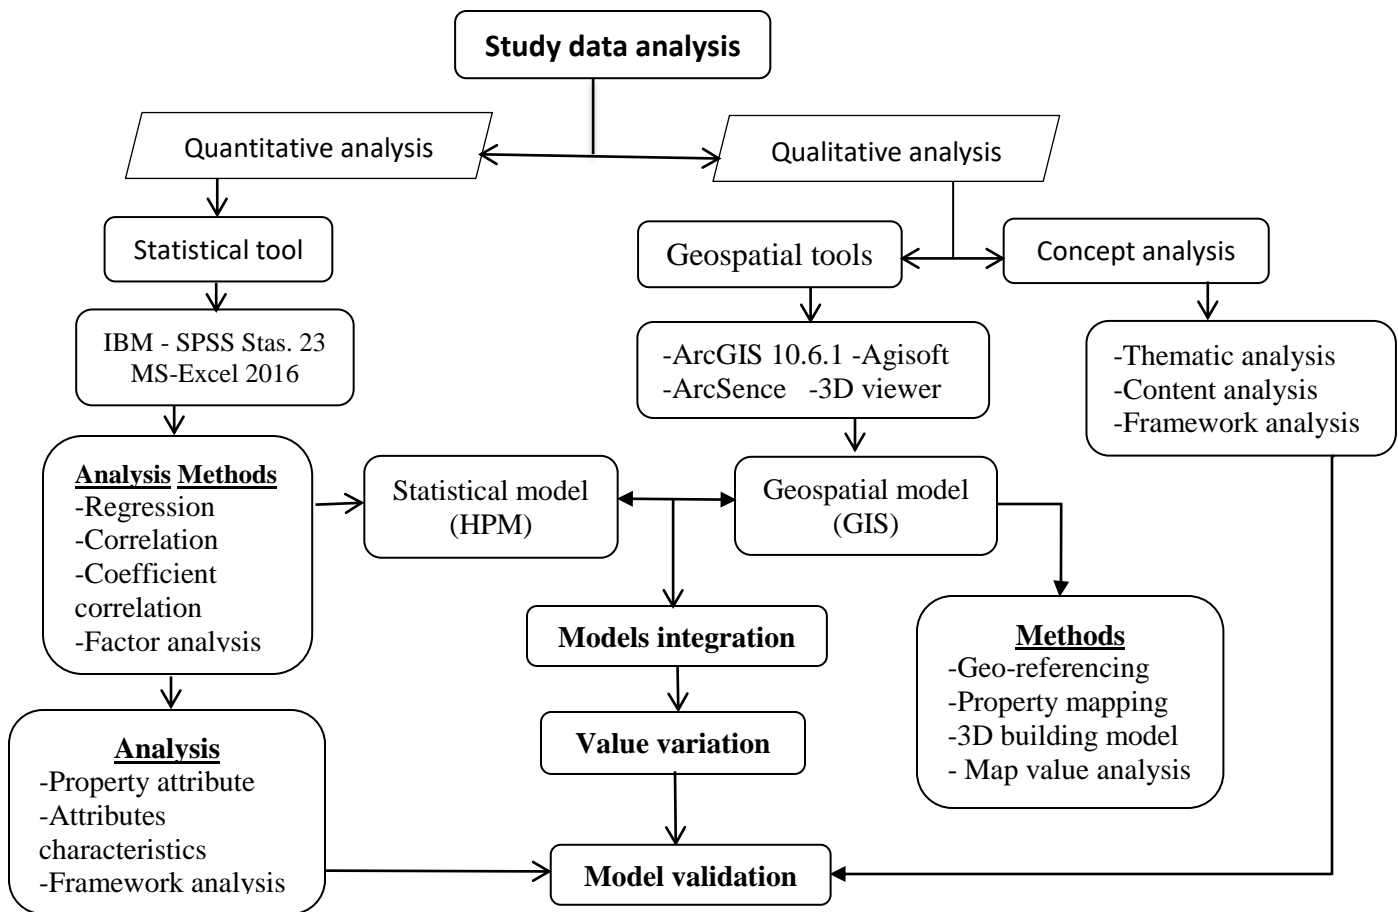 Study data analysis
Quantitative analysis
Qualitative analysis
Statistical tool
Geospatial tools
Concept analysis
IBM - SPSS Stas. 23
MS-Excel 2016
-ArcGIS 10.6.1 -Agisoft
-ArcSence -3D viewer
-Thematic analysis
-Content analysis
-Framework analysis
Analysis Methods
-Regression
-Correlation
-Coefficient
correlation
-Factor analysis
Statistical model
(HPM)
Geospatial model
(GIS)
Models integration
Methods
-Geo-referencing
-Property mapping
-3D building model
- Map value analysis
Value variation
Analysis
-Property attribute
-Attributes
characteristics
-Framework analysis
Model validation